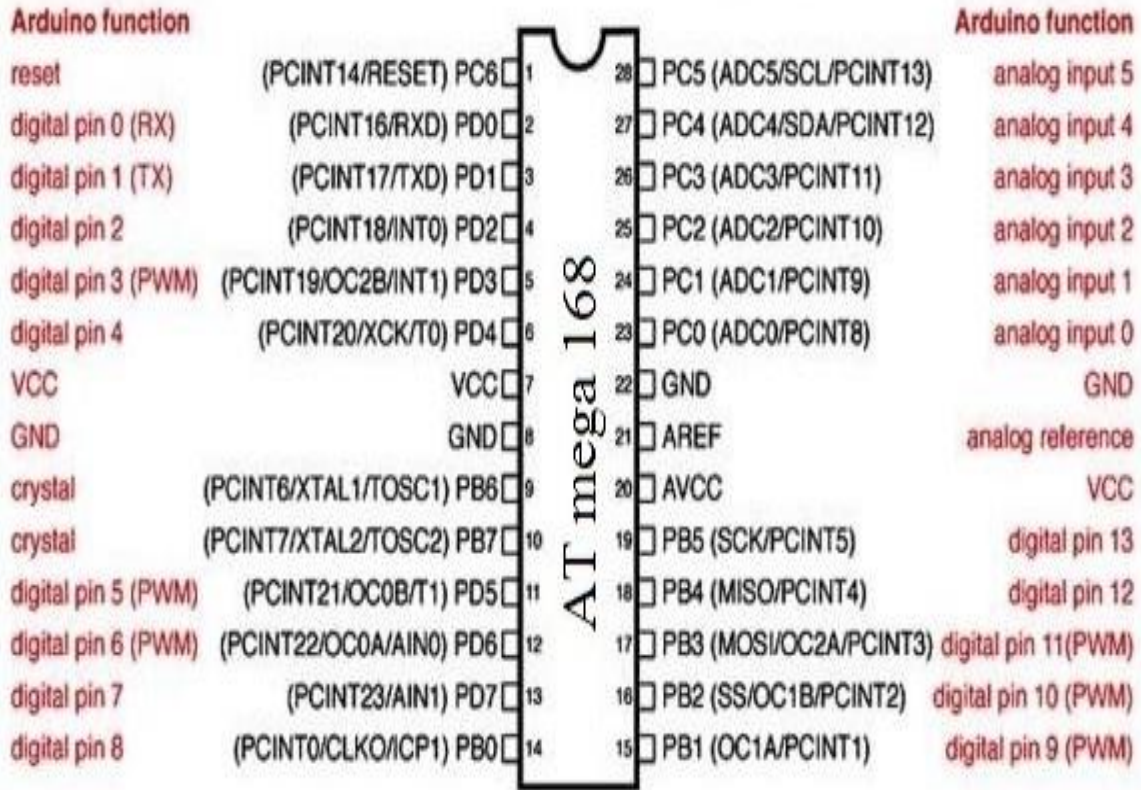 Arduino function
Arduino function
reset (PCINT14/RESET) PC6 1 28 PC5 (ADC5/SCL/PCINT13) analog input 5
digital pin 0 (RX) (PCINT16/RXD) PD0 2 27 PC4 (ADC4/SDA/PCINT12) analog input 4
digital pin 1 (TX) (PCINT17/TXD) PD1 3 26 PC3 (ADC3/PCINT11) analog input 3
digital pin 2 (PCINT18/INT0) PD2 4 25 PC2 (ADC2/PCINT10) analog input 2
digital pin 3 (PWM) (PCINT19/OC2B/INT1) PD3 5 24 PC1 (ADC1/PCINT9) analog input 1
digital pin 4 (PCINT20/XCK/T0) PD4 6 23 PC0 (ADC0/PCINT8) analog input 0
VCC VCC 7 22 GND GND
GND GND 8 21 AREF analog reference
crystal (PCINT6/XTAL1/TOSC1) PB6 9 20 AVCC VCC
crystal (PCINT7/XTAL2/TOSC2) PB7 10 19 PB5 (SCK/PCINT5) digital pin 13
digital pin 5 (PWM) (PCINT21/OC0B/T1) PD5 11 18 PB4 (MISO/PCINT4) digital pin 12
digital pin 6 (PWM) (PCINT22/OC0A/AIN0) PD6 12 17 PB3 (MOSI/OC2A/PCINT3) digital pin 11(PWM)
digital pin 7 (PCINT23/AIN1) PD7 13 16 PB2 (SS/OC1B/PCINT2) digital pin 10 (PWM)
digital pin 8 (PCINT0/CLKO/ICP1) PB0 14 15 PB1 (OC1A/PCINT1) digital pin 9 (PWM)
AT mega 168